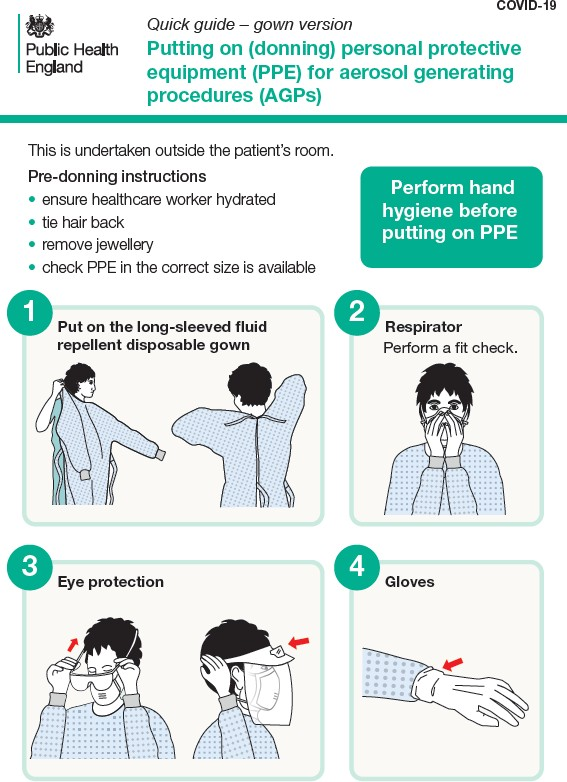 COVID-19
Public Health
England
Quick guide – gown version
Putting on (donning) personal protective
equipment (PPE) for aerosol generating
procedures (AGPs)
This is undertaken outside the patient's room.
Pre-donning instructions
• ensure healthcare worker hydrated
• tie hair back
• remove jewellery
• check PPE in the correct size is available
Perform hand
hygiene before
putting on PPE
1
Put on the long-sleeved fluid
repellent disposable gown
2
Respirator
Perform a fit check.
3
Eye protection
4
Gloves